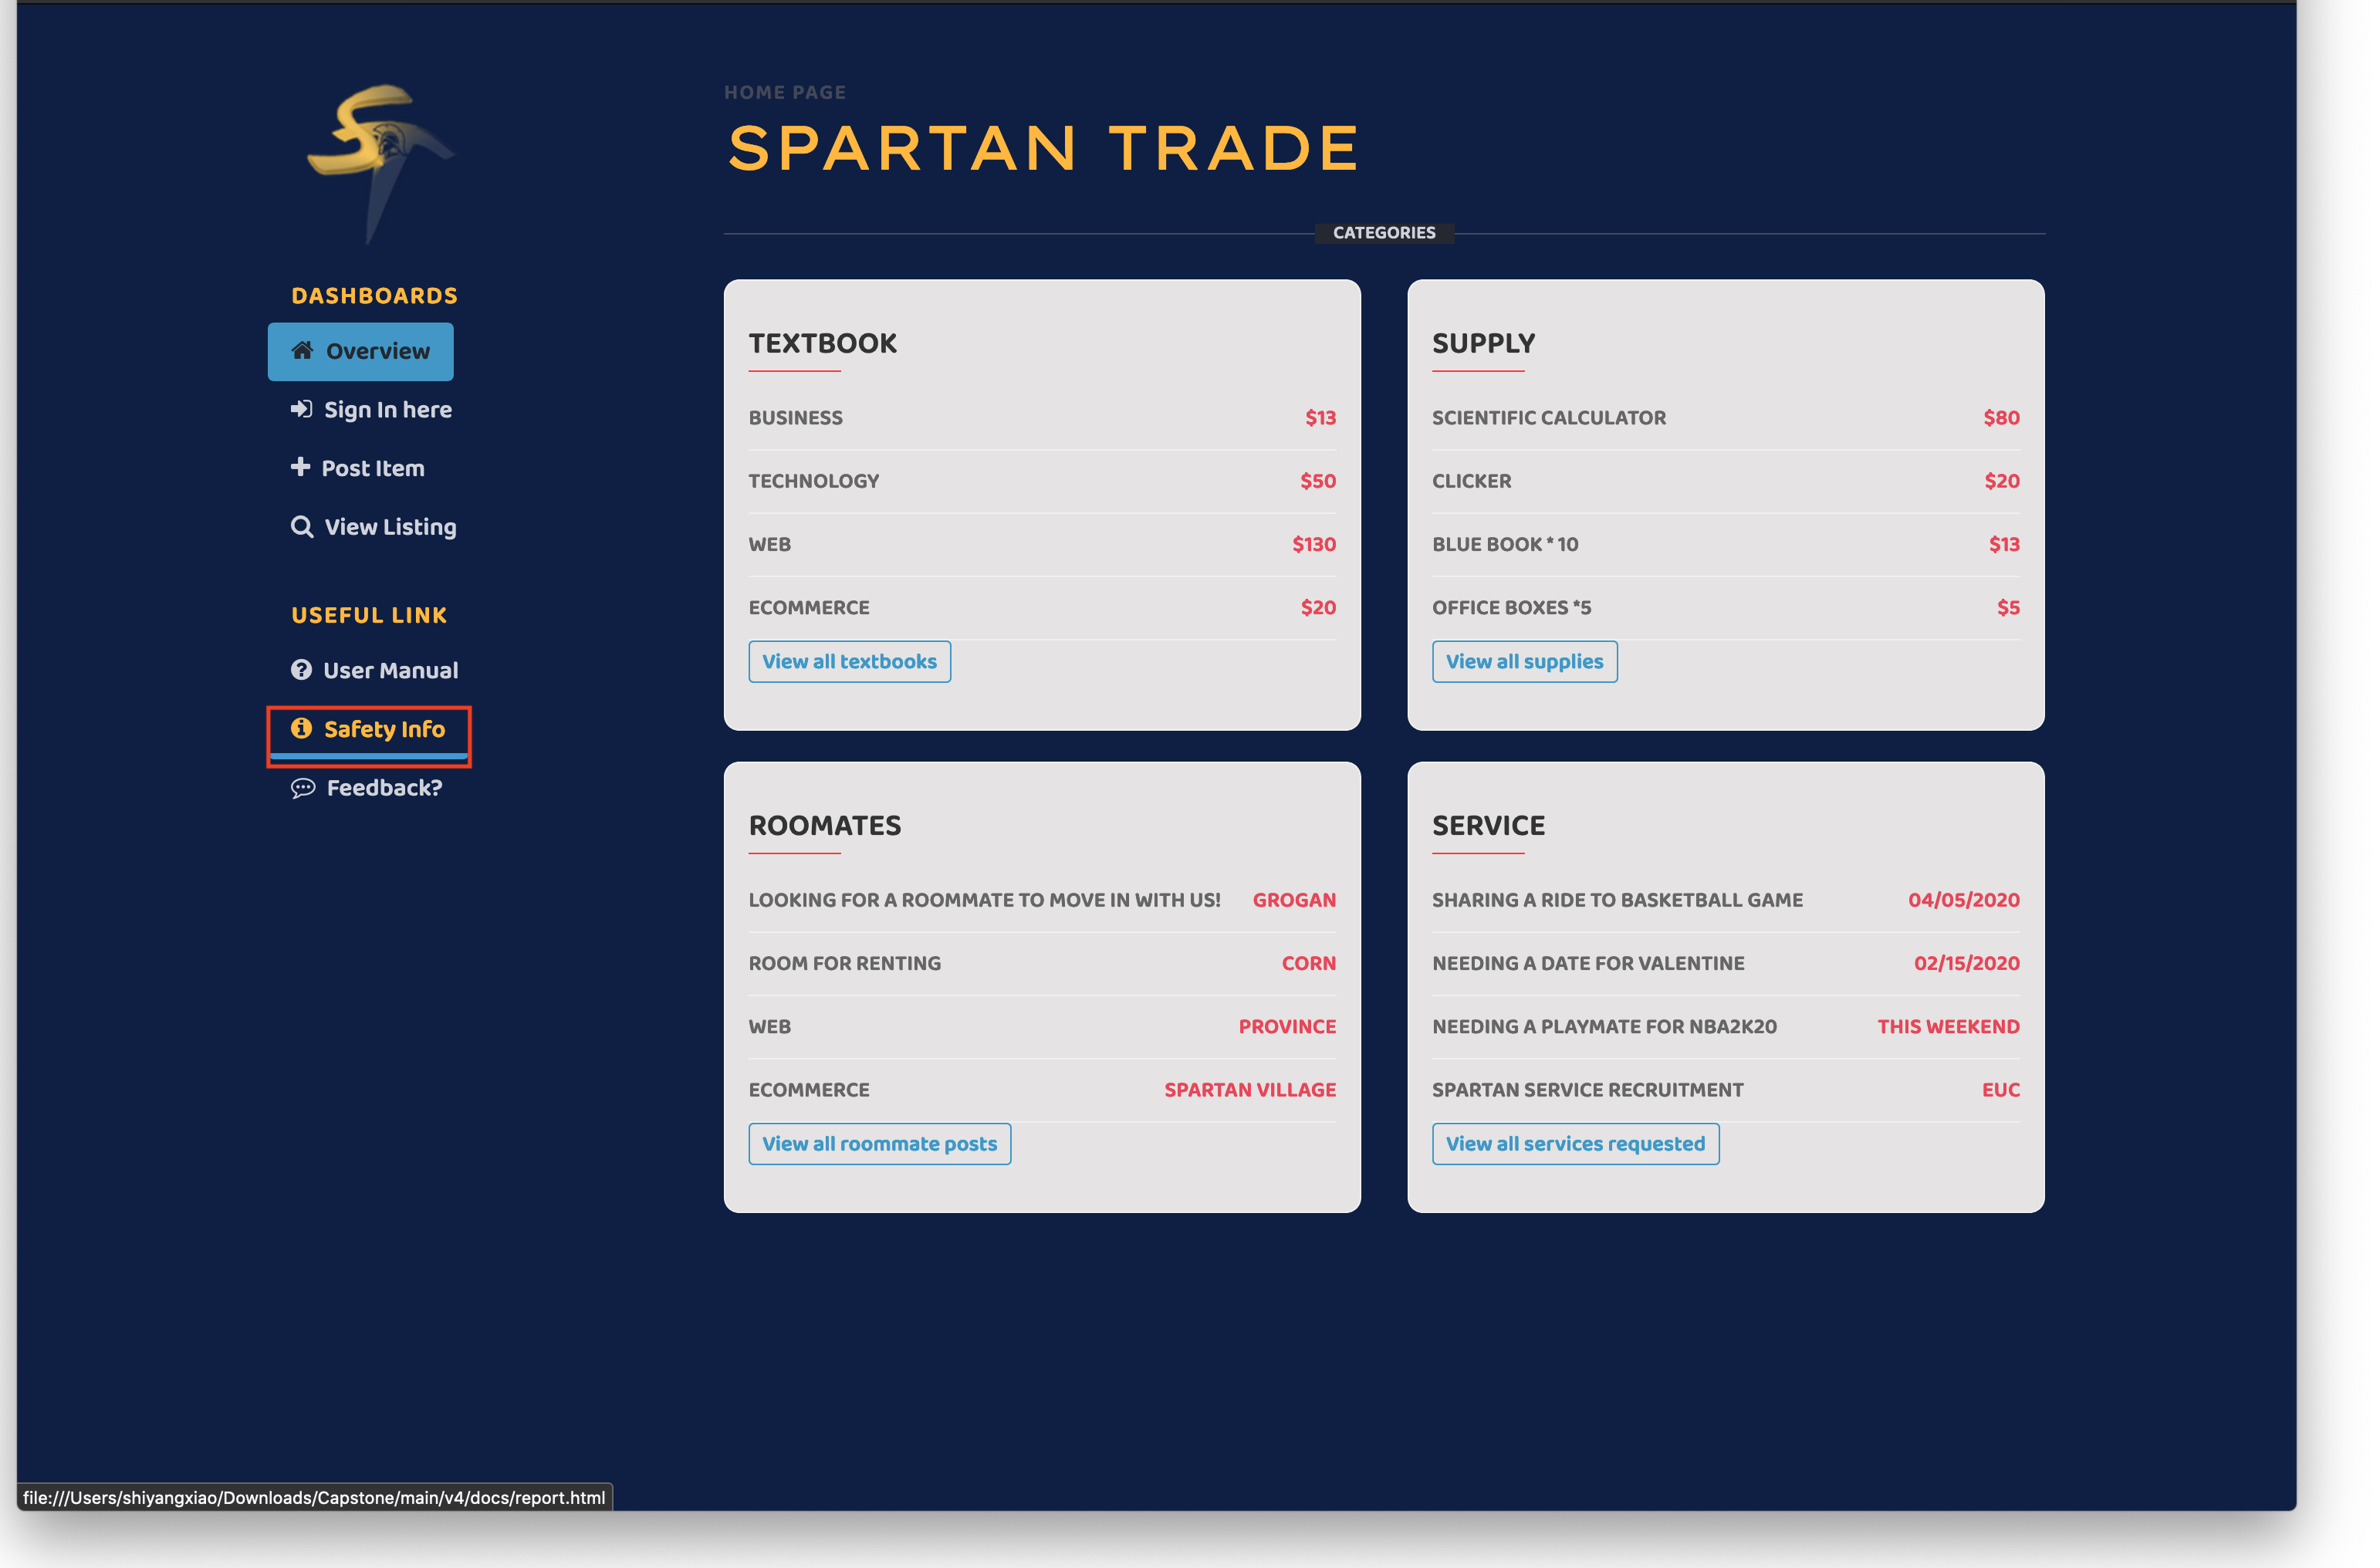 HOME PAGE
SPARTAN TRADE
CATEGORIES
DASHBOARDS
Overview
Sign In here
Post Item
View Listing
USEFUL LINK
User Manual
Safety Info
Feedback?
TEXTBOOK
BUSINESS $13
TECHNOLOGY $50
WEB $130
ECOMMERCE $20
View all textbooks
SUPPLY
SCIENTIFIC CALCULATOR $80
CLICKER $20
BLUE BOOK * 10 $13
OFFICE BOXES *5 $5
View all supplies
ROOMATES
LOOKING FOR A ROOMMATE TO MOVE IN WITH US! GROGAN
ROOM FOR RENTING CORN
WEB PROVINCE
ECOMMERCE SPARTAN VILLAGE
View all roommate posts
SERVICE
SHARING A RIDE TO BASKETBALL GAME 04/05/2020
NEEDING A DATE FOR VALENTINE 02/15/2020
NEEDING A PLAYMATE FOR NBA2K20 THIS WEEKEND
SPARTAN SERVICE RECRUITMENT EUC
View all services requested
file:///Users/shiyangxiao/Downloads/Capstone/main/v4/docs/report.html